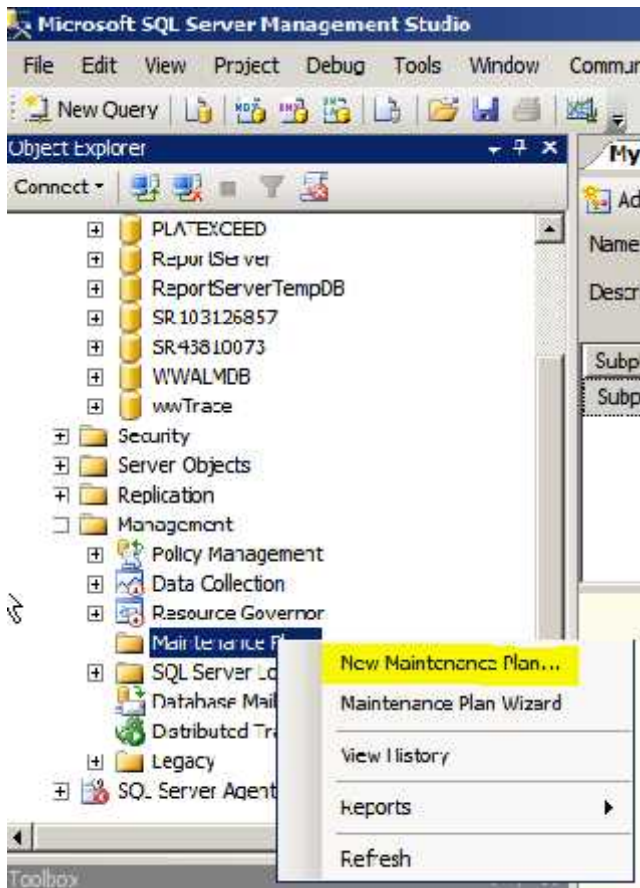 Microsoft SQL Server Management Studio
File Edit View Project Debug Tools Window Commun
New Query
Object Explorer
My
Connect
Ad
PLATEXCEED
Name
ReportServer
ReportServerTempDB
Descr
SR103126857
SR43810073
WWALMDB
Subp
wwTrace
Subp
Security
Server Objects
Replication
Management
Policy Management
Data Collection
Resource Governor
Maintenance P
New Maintenance Plan...
SQL Server Lo
Maintenance Plan Wizard
Database Mail
Distributed Tr
View History
Legacy
SQL Server Agent
Reports
Refresh
Toolbox